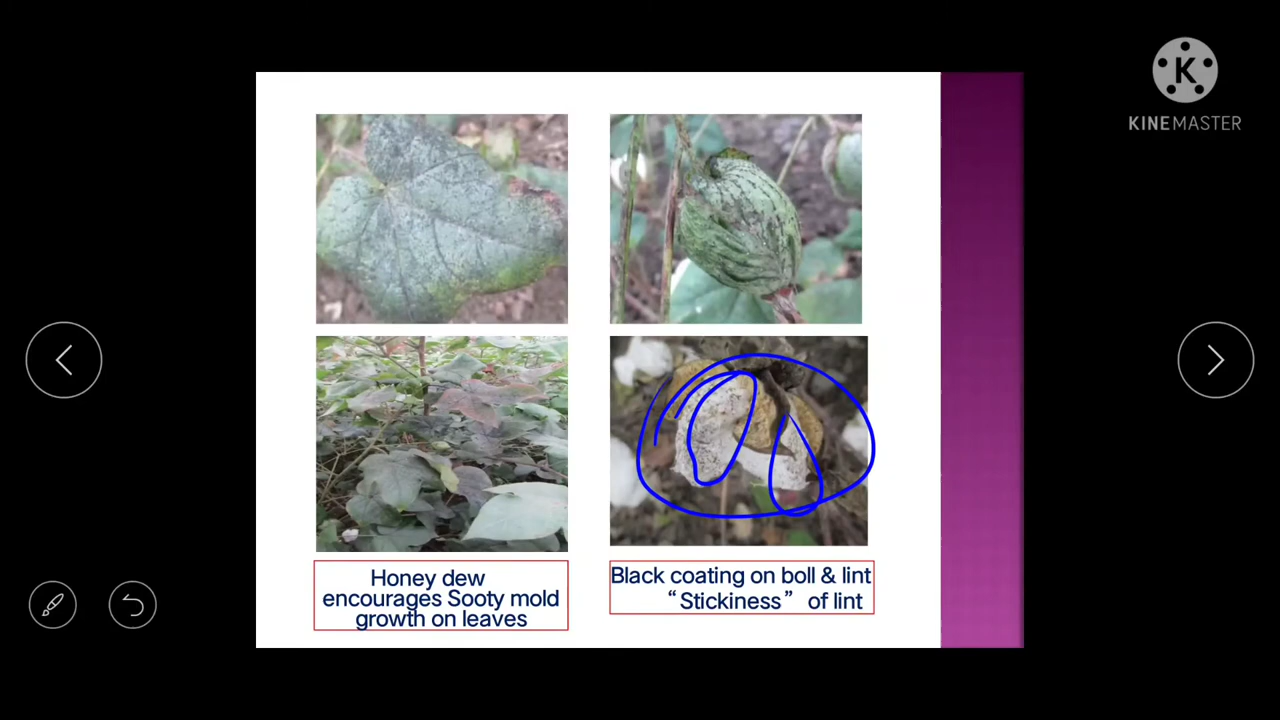 KINEMASTER
Honey dew
encourages Sooty mold
growth on leaves
Black coating on boll & lint
“Stickiness” of lint